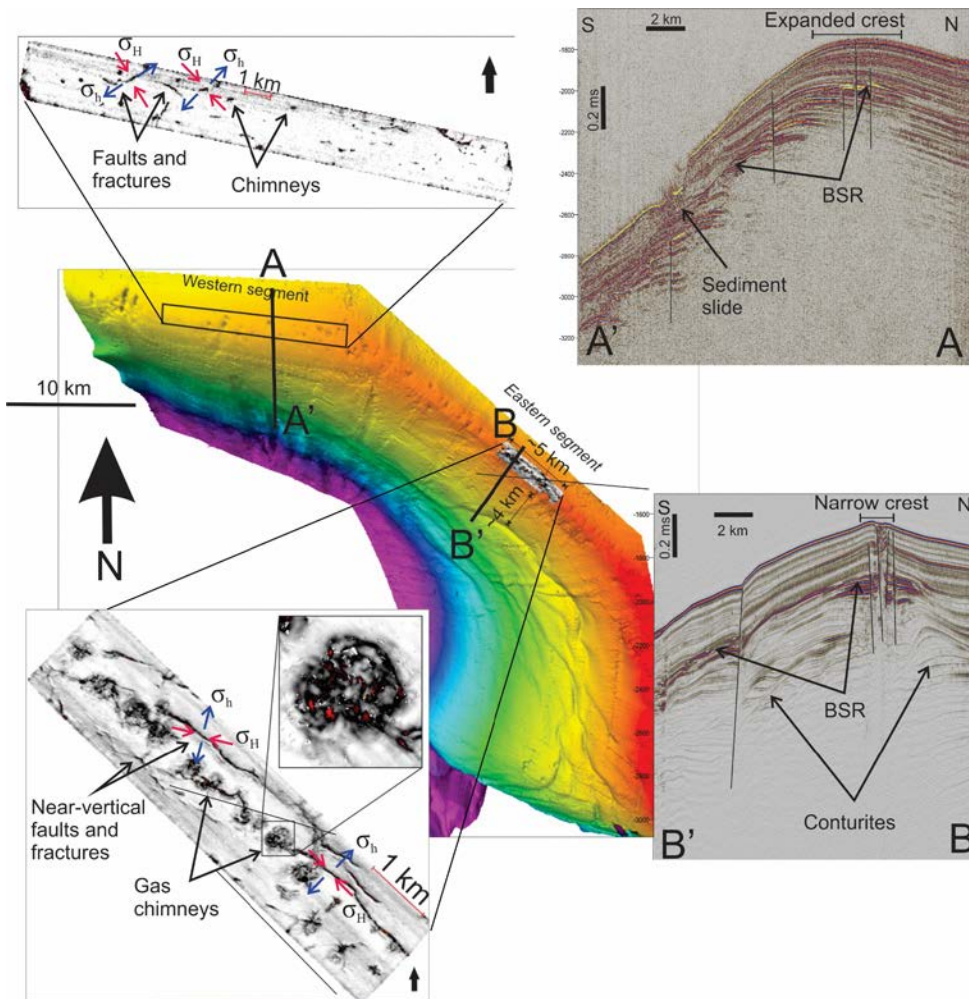 σH
σH
σh
σh
1 km
Faults and
fractures
Chimneys
S
2 km
Expanded crest
N
0.2 ms
-1800
-2000
-2200
-2400
-2600
-2800
-3000
-3200
BSR
Sediment
slide
A'
A
A
Western segment
10 km
A'
N
B
Eastern segment
~5 km
~4 km
B'
S
0.2 ms
2 km
Narrow crest
N
BSR
Conturites
B'
B
σh
σH
Near-vertical
faults and
fractures
Gas
chimneys
σh
σH
1 km